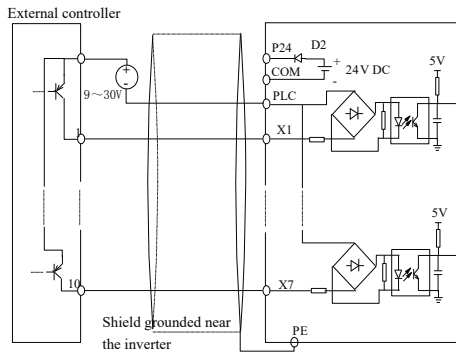 External controller
P24
D2
+
COM
-
24V DC
5V
+
-
9～30V
PLC
1
X1
5V
10
X7
Shield grounded near
the inverter
PE